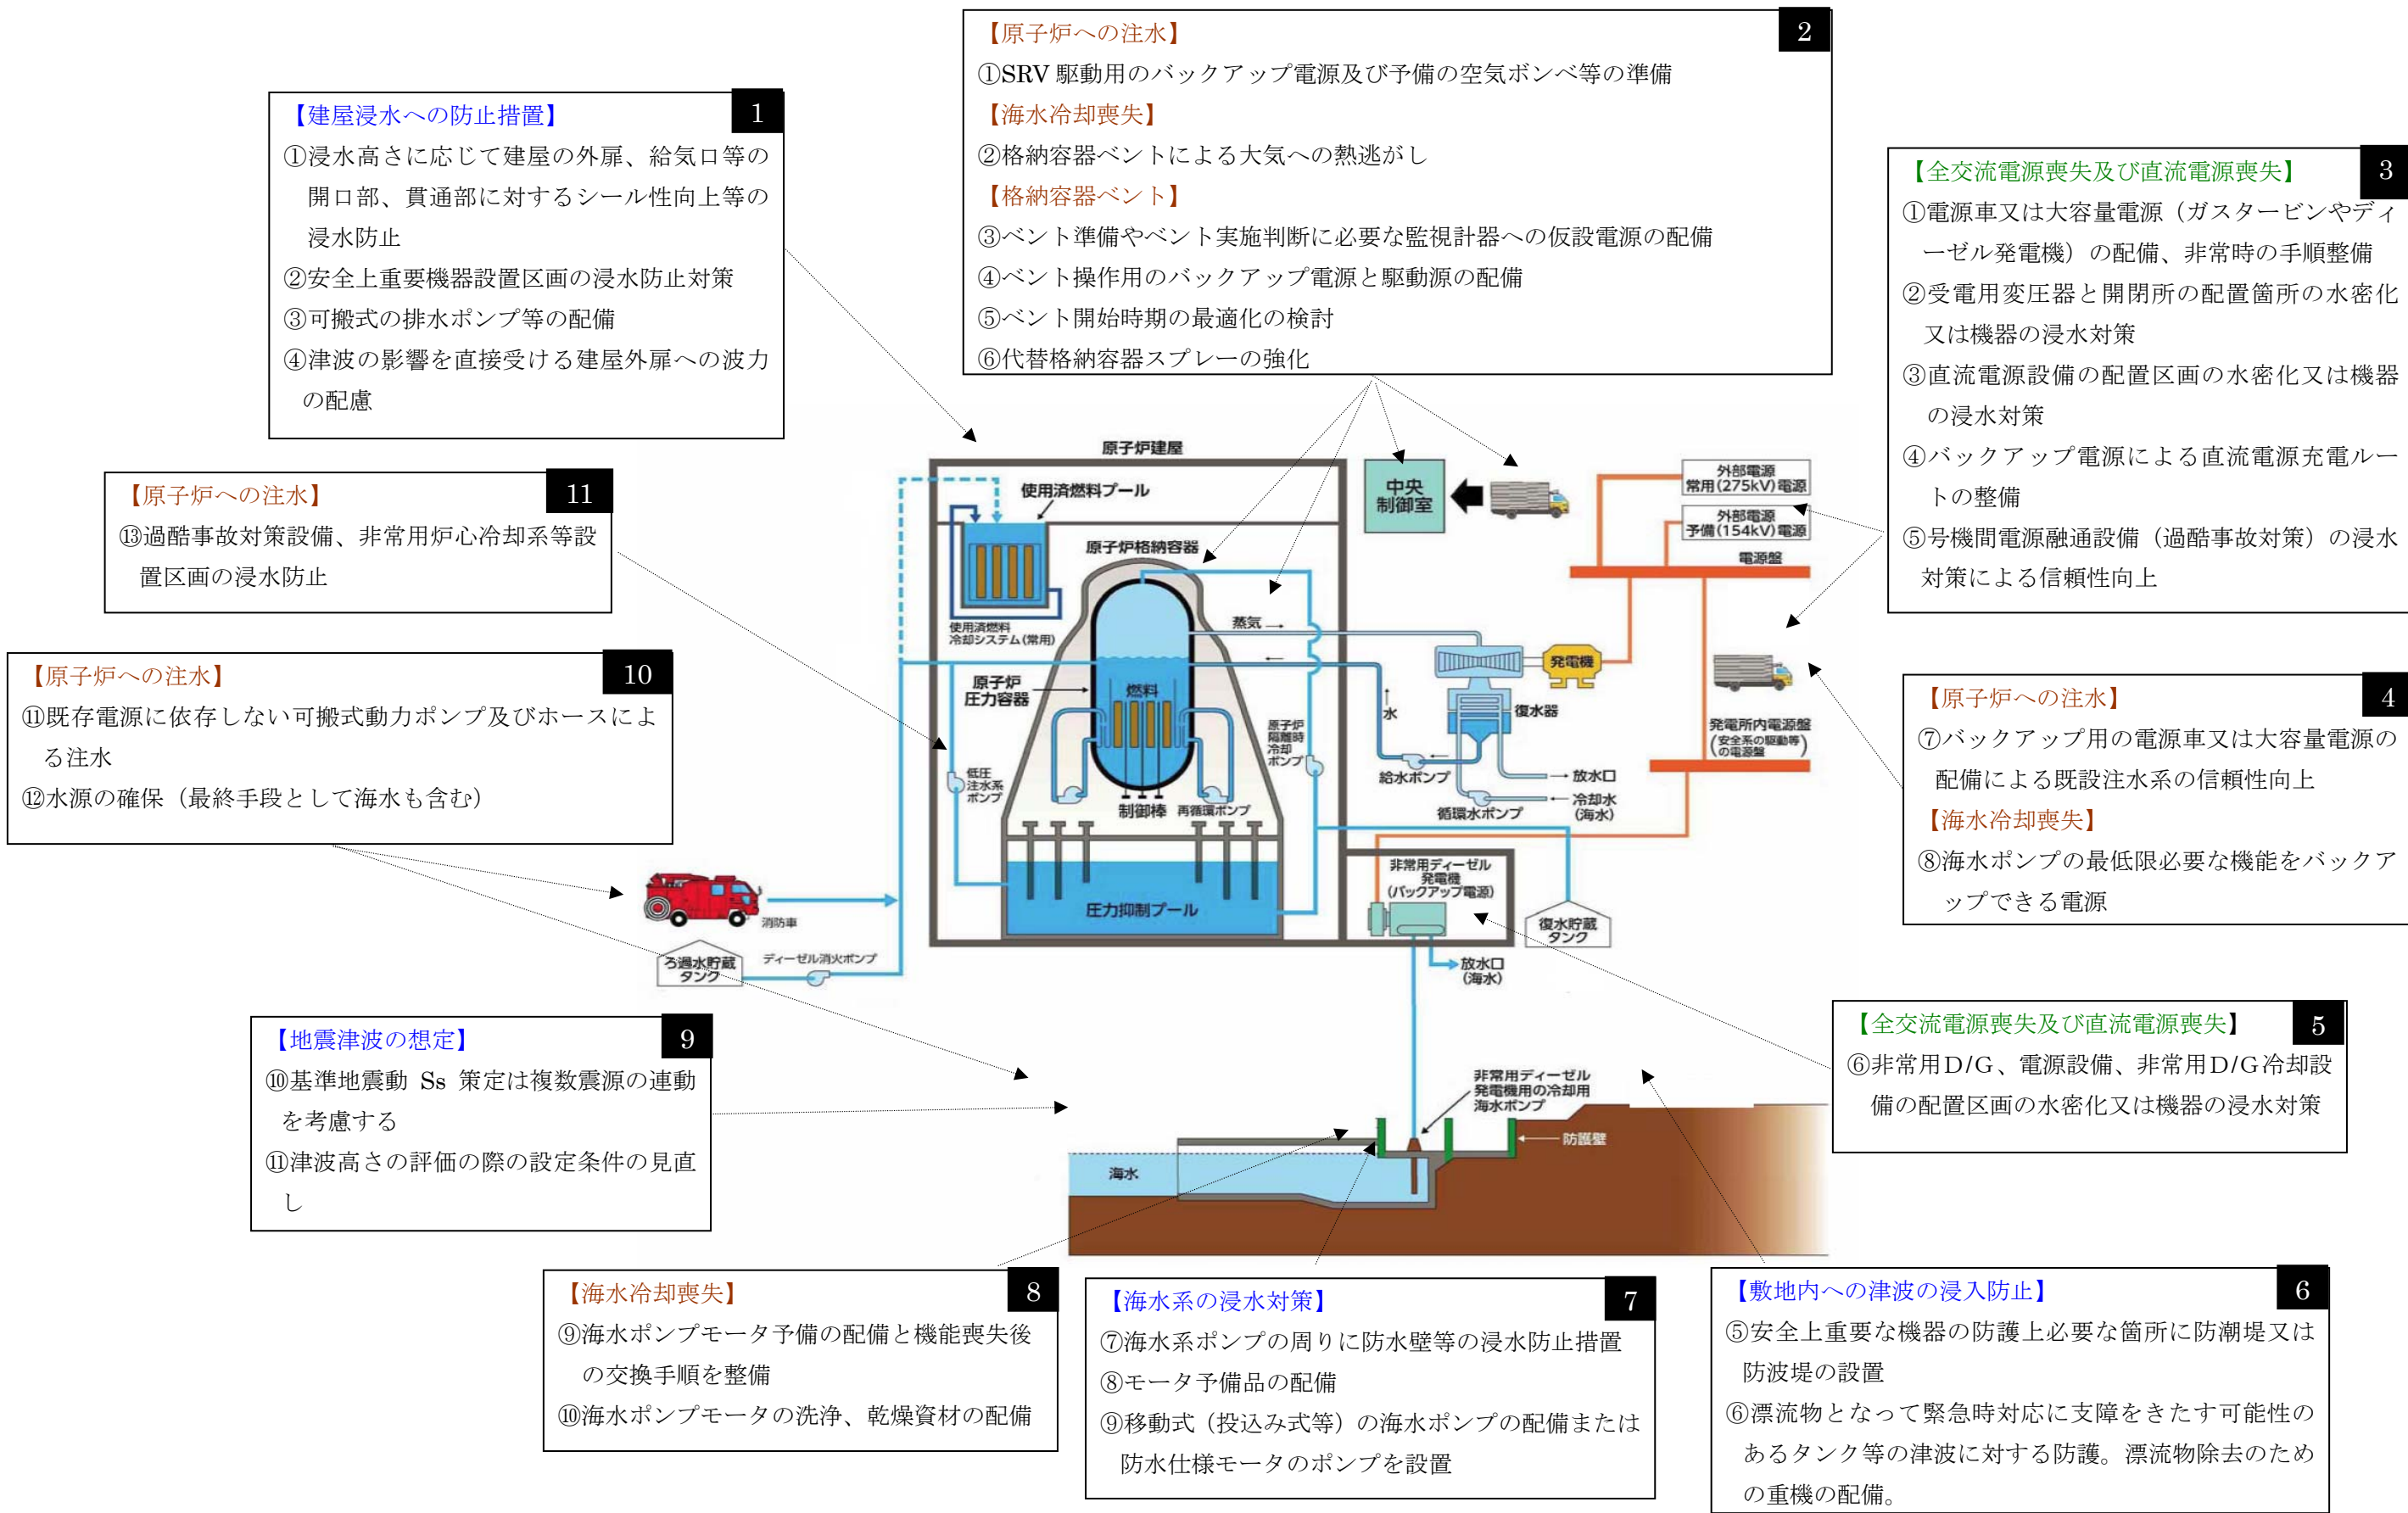 1
【建屋浸水への防止措置】
①浸水高さに応じて建屋の外扉、給気口等の
開口部、貫通部に対するシール性向上等の
浸水防止
②安全上重要機器設置区画の浸水防止対策
③可搬式の排水ポンプ等の配備
④津波の影響を直接受ける建屋外扉への波力
の配慮
2
【原子炉への注水】
①SRV 駆動用のバックアップ電源及び予備の空気ボンベ等の準備
【海水冷却喪失】
②格納容器ベントによる大気への熱逃がし
【格納容器ベント】
③ベント準備やベント実施判断に必要な監視計器への仮設電源の配備
④ベント操作用のバックアップ電源と駆動源の配備
⑤ベント開始時期の最適化の検討
⑥代替格納容器スプレーの強化
3
【全交流電源喪失及び直流電源喪失】
①電源車又は大容量電源（ガスタービンやディ
ーゼル発電機）の配備、非常時の手順整備
②受電用変圧器と開閉所の配置箇所の水密化
又は機器の浸水対策
③直流電源設備の配置区画の水密化又は機器
の浸水対策
④バックアップ電源による直流電源充電ルー
トの整備
⑤号機間電源融通設備（過酷事故対策）の浸水
対策による信頼性向上
4
【原子炉への注水】
⑦バックアップ用の電源車又は大容量電源の
配備による既設注水系の信頼性向上
【海水冷却喪失】
⑧海水ポンプの最低限必要な機能をバックア
ップできる電源
5
【全交流電源喪失及び直流電源喪失】
⑥非常用D/G、電源設備、非常用D/G冷却設
備の配置区画の水密化又は機器の浸水対策
6
【敷地内への津波の浸入防止】
⑤安全上重要な機器の防護上必要な箇所に防潮堤又は
防波堤の設置
⑥漂流物となって緊急時対応に支障をきたす可能性の
あるタンク等の津波に対する防護。漂流物除去のため
の重機の配備。
7
【海水系の浸水対策】
⑦海水系ポンプの周りに防水壁等の浸水防止措置
⑧モータ予備品の配備
⑨移動式（投込み式等）の海水ポンプの配備または
防水仕様モータのポンプを設置
8
【海水冷却喪失】
⑨海水ポンプモータ予備の配備と機能喪失後
の交換手順を整備
⑩海水ポンプモータの洗浄、乾燥資材の配備
9
【地震津波の想定】
⑩基準地震動 Ss 策定は複数震源の連動
を考慮する
⑪津波高さの評価の際の設定条件の見直
し
10
【原子炉への注水】
⑪既存電源に依存しない可搬式動力ポンプ及びホースによ
る注水
⑫水源の確保（最終手段として海水も含む）
11
【原子炉への注水】
⑬過酷事故対策設備、非常用炉心冷却系等設
置区画の浸水防止
原子炉建屋
使用済燃料プール
使用済燃料
冷却システム(常用)
原子炉格納容器
原子炉
圧力容器
燃料
蒸気
水
低圧
注水系
ポンプ
制御棒
再循環ポンプ
原子炉
隔離時
冷却
ポンプ
圧力抑制プール
中央
制御室
外部電源
常用(275kV)電源
外部電源
予備(154kV)電源
電源盤
発電機
復水器
給水ポンプ
放水口
循環水ポンプ
冷却水
(海水)
発電所内電源盤
(安全系の駆動等
の電源盤)
非常用ディーゼル
発電機
(バックアップ電源)
復水貯蔵
タンク
放水口
(海水)
消防車
ろ過水貯蔵
タンク
ディーゼル消火ポンプ
非常用ディーゼル
発電機用の冷却用
海水ポンプ
防護壁
海水